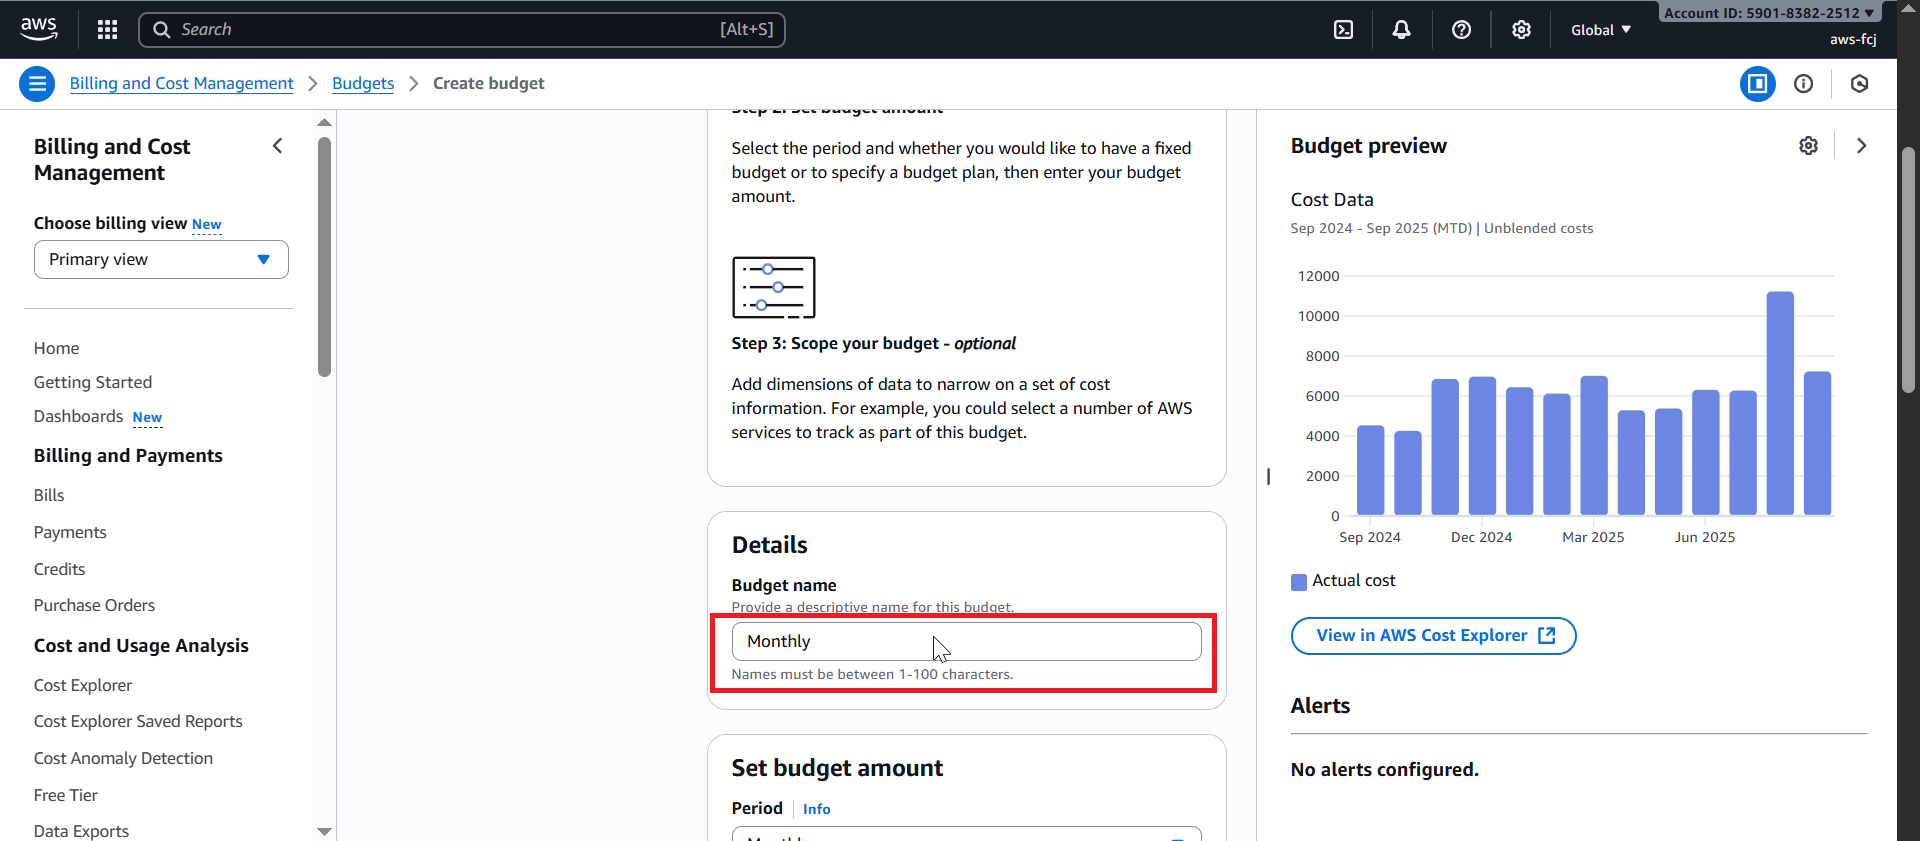 aws
Search
[Alt+S]
Global
Account ID: 5901-8382-2512
aws-fcj
Billing and Cost Management
Budgets
Create budget
Billing and Cost
Management
Choose billing view New
Primary view
Home
Getting Started
Dashboards New
Billing and Payments
Bills
Payments
Credits
Purchase Orders
Cost and Usage Analysis
Cost Explorer
Cost Explorer Saved Reports
Cost Anomaly Detection
Free Tier
Data Exports
Step 2: Set budget amount
Select the period and whether you would like to have a fixed
budget or to specify a budget plan, then enter your budget
amount.
Step 3: Scope your budget - optional
Add dimensions of data to narrow on a set of cost
information. For example, you could select a number of AWS
services to track as part of this budget.
Details
Budget name
Provide a descriptive name for this budget.
Monthly
Names must be between 1-100 characters.
Set budget amount
Period
Info
Monthly
Budget preview
Cost Data
Sep 2024 - Sep 2025 (MTD) | Unblended costs
12000
10000
8000
6000
4000
2000
0
Sep 2024
Dec 2024
Mar 2025
Jun 2025
Actual cost
View in AWS Cost Explorer
Alerts
No alerts configured.